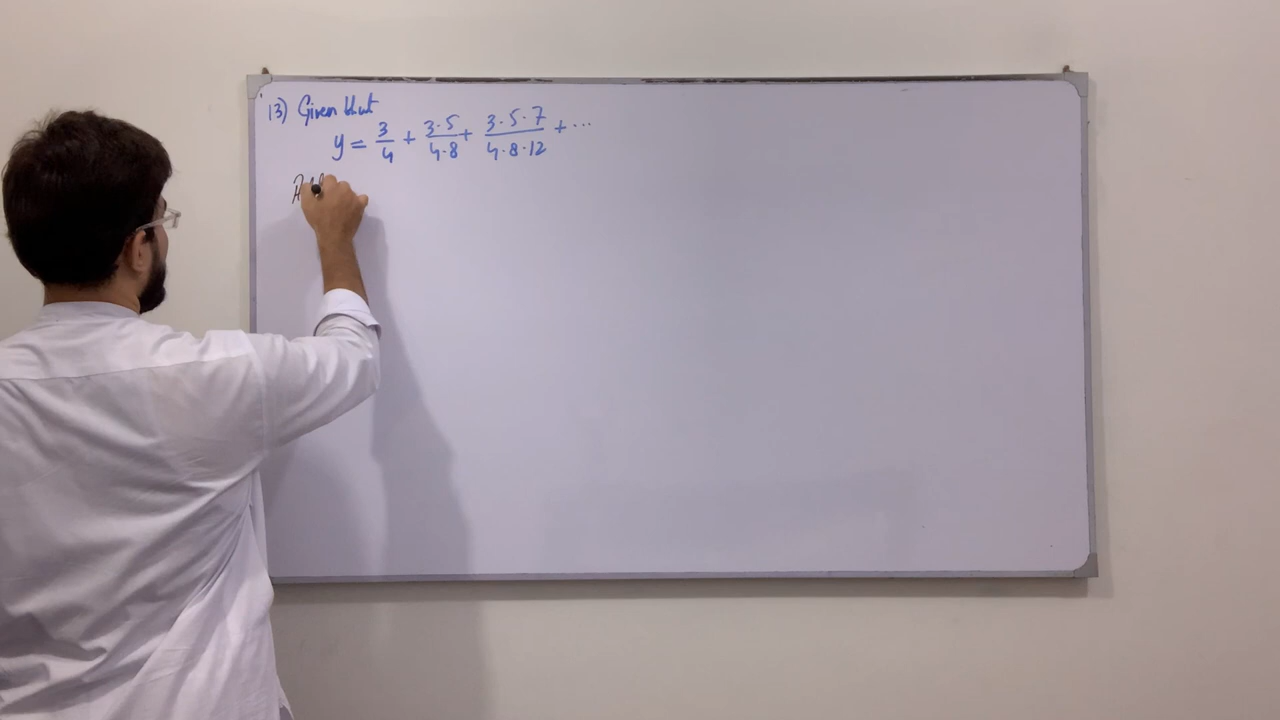 13) Given that
y = 3/4 + 3·5/4·8 + 3·5·7/4·8·12 + ···